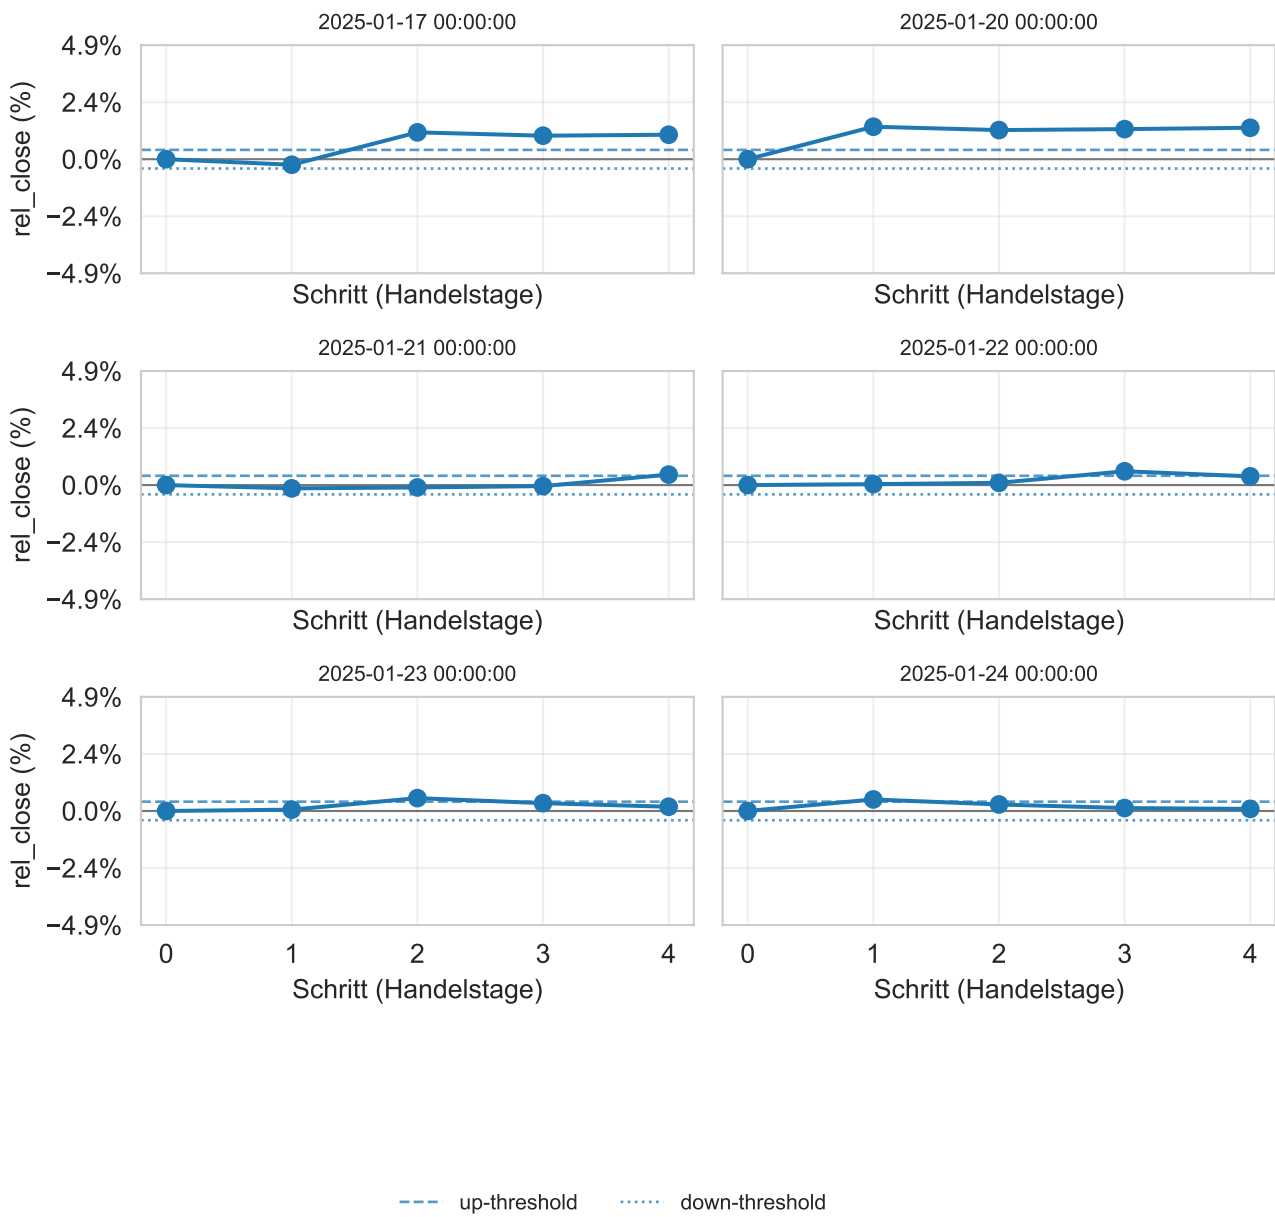 2025-01-17 00:00:00
2025-01-20 00:00:00
rel_close (%)
4.9%
2.4%
0.0%
−2.4%
−4.9%
Schritt (Handelstage)
Schritt (Handelstage)
2025-01-21 00:00:00
2025-01-22 00:00:00
rel_close (%)
4.9%
2.4%
0.0%
−2.4%
−4.9%
Schritt (Handelstage)
Schritt (Handelstage)
2025-01-23 00:00:00
2025-01-24 00:00:00
rel_close (%)
4.9%
2.4%
0.0%
−2.4%
−4.9%
0 1 2 3 4
0 1 2 3 4
Schritt (Handelstage)
Schritt (Handelstage)
up-threshold
down-threshold